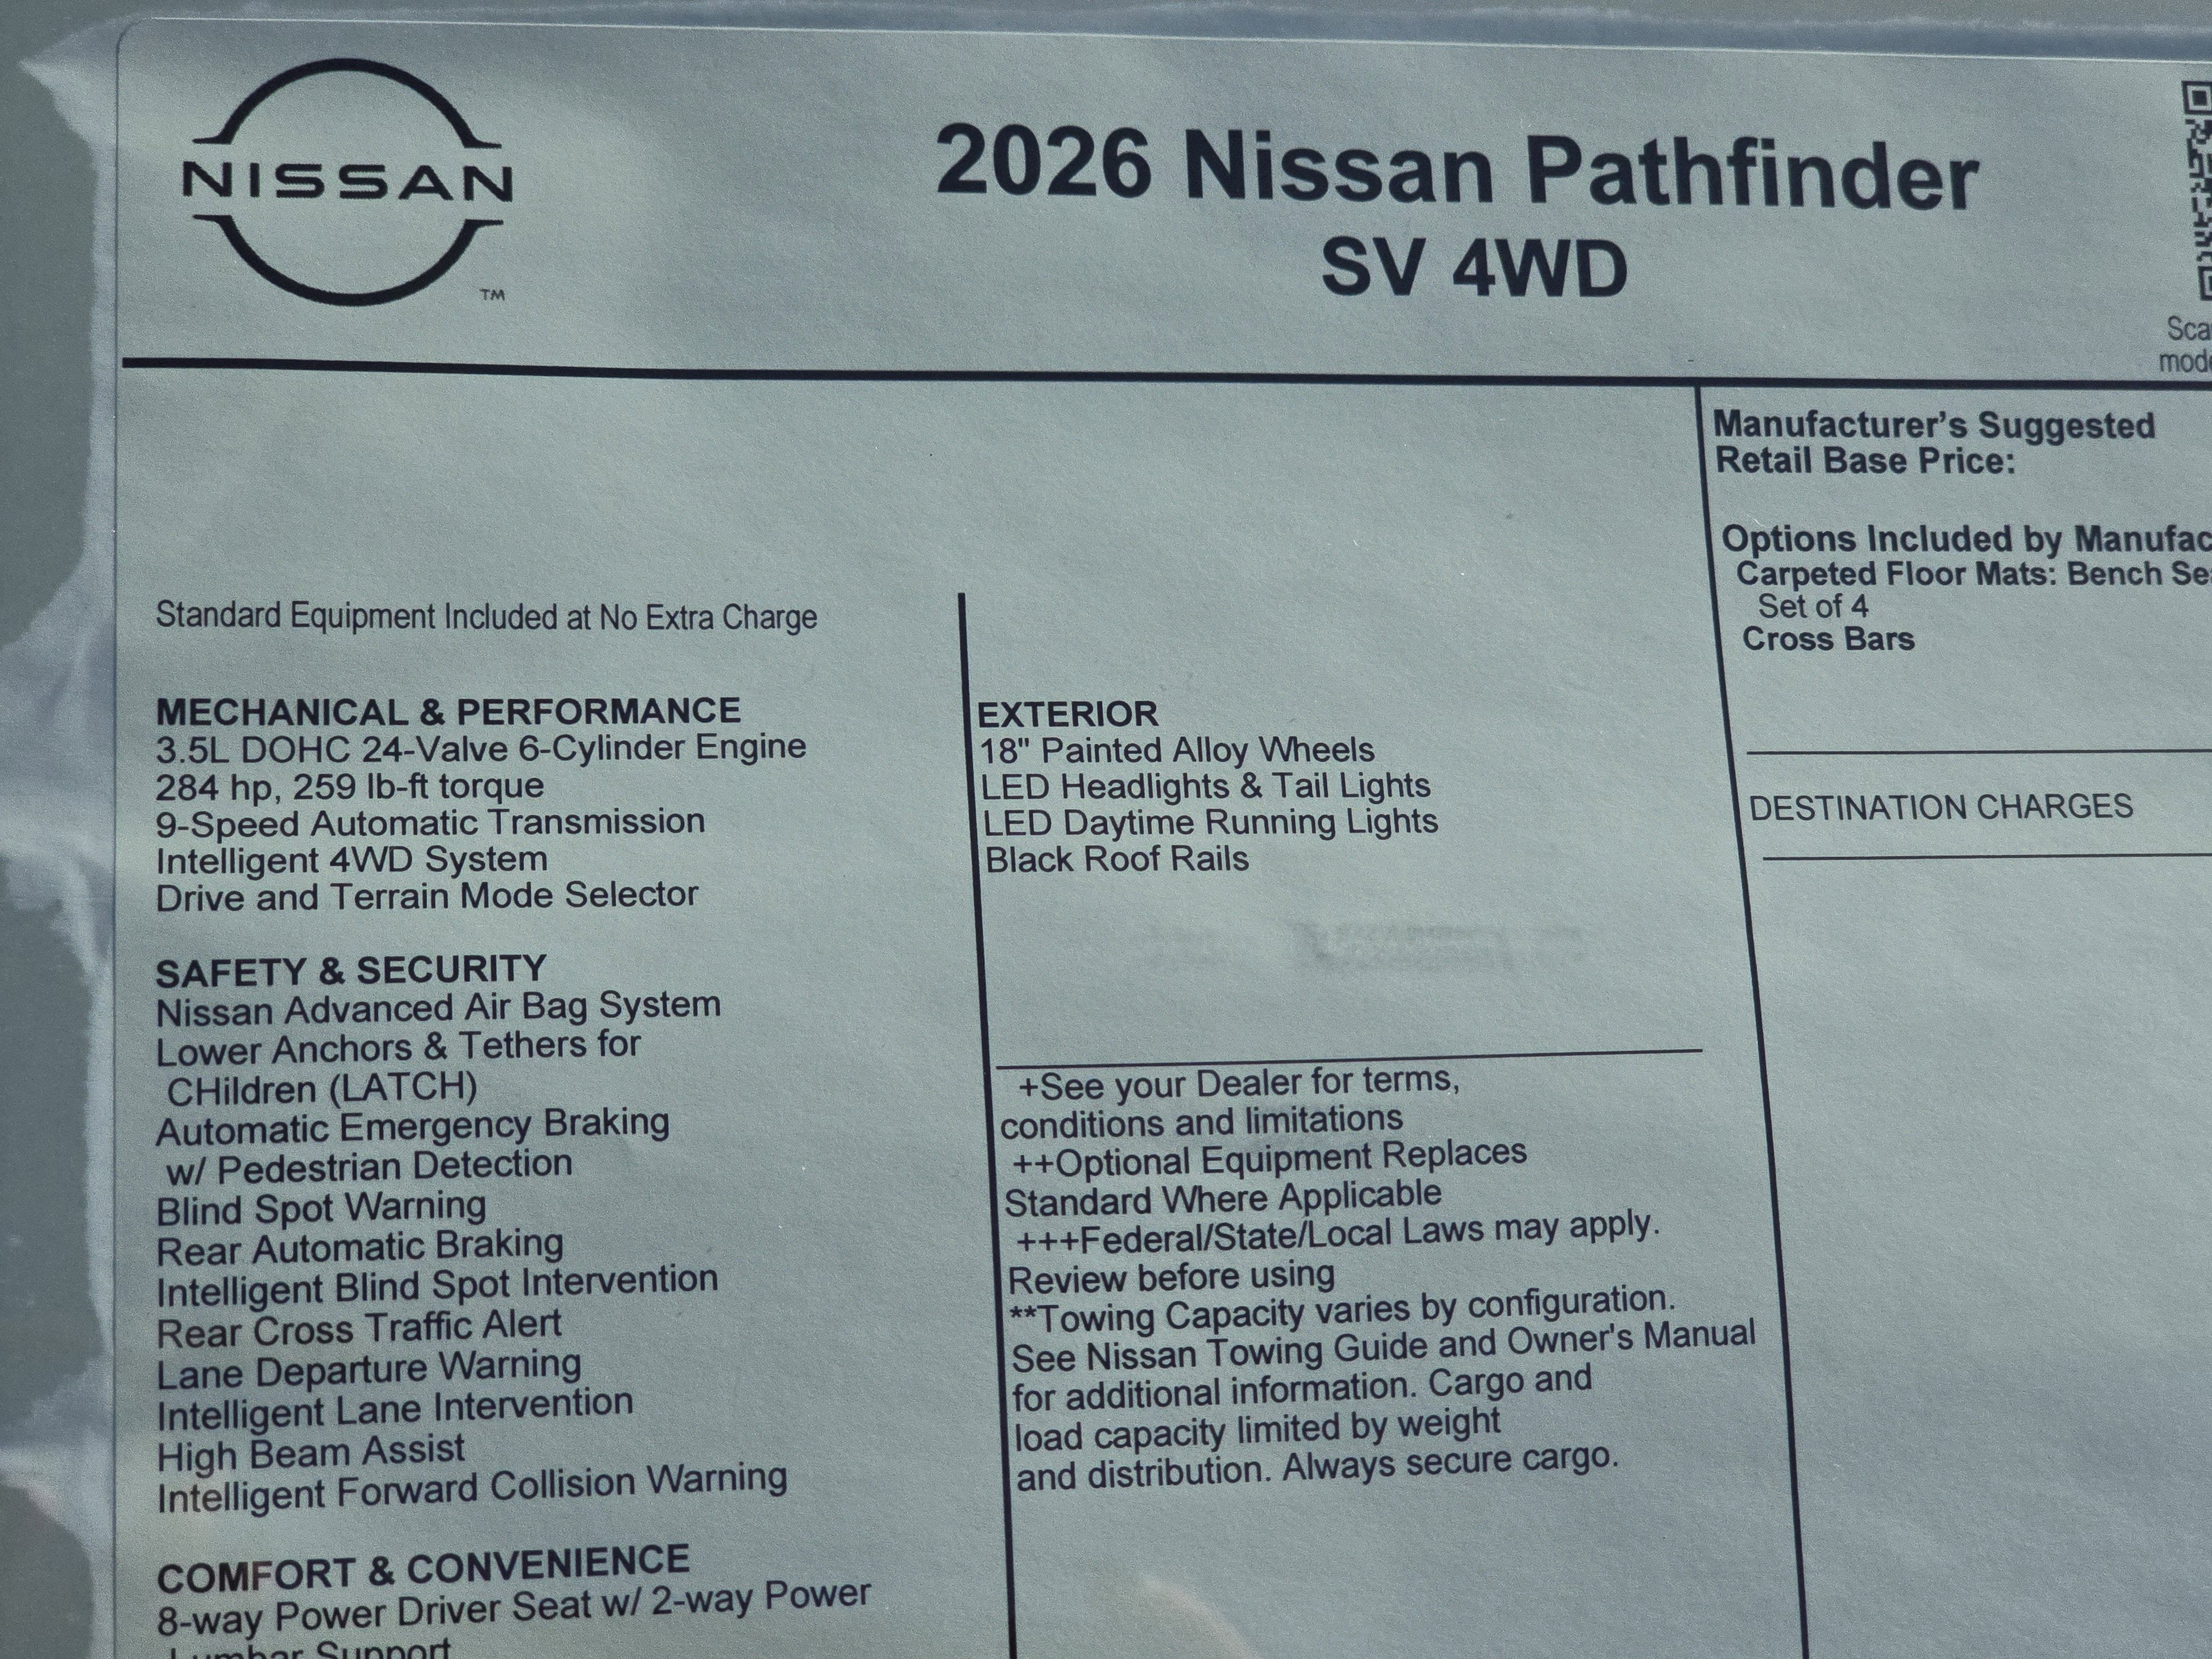 NISSAN
TM
2026 Nissan Pathfinder
SV 4WD
Standard Equipment Included at No Extra Charge
MECHANICAL & PERFORMANCE
3.5L DOHC 24-Valve 6-Cylinder Engine
284 hp, 259 lb-ft torque
9-Speed Automatic Transmission
Intelligent 4WD System
Drive and Terrain Mode Selector
SAFETY & SECURITY
Nissan Advanced Air Bag System
Lower Anchors & Tethers for
CHildren (LATCH)
Automatic Emergency Braking
w/ Pedestrian Detection
Blind Spot Warning
Rear Automatic Braking
Intelligent Blind Spot Intervention
Rear Cross Traffic Alert
Lane Departure Warning
Intelligent Lane Intervention
High Beam Assist
Intelligent Forward Collision Warning
COMFORT & CONVENIENCE
8-way Power Driver Seat w/ 2-way Power
Lumbar Support
EXTERIOR
18" Painted Alloy Wheels
LED Headlights & Tail Lights
LED Daytime Running Lights
Black Roof Rails
+See your Dealer for terms,
conditions and limitations
++Optional Equipment Replaces
Standard Where Applicable
+++Federal/State/Local Laws may apply.
Review before using
**Towing Capacity varies by configuration.
See Nissan Towing Guide and Owner's Manual
for additional information. Cargo and
load capacity limited by weight
and distribution. Always secure cargo.
Manufacturer's Suggested
Retail Base Price:
Options Included by Manufac
Carpeted Floor Mats: Bench Se
Set of 4
Cross Bars
DESTINATION CHARGES